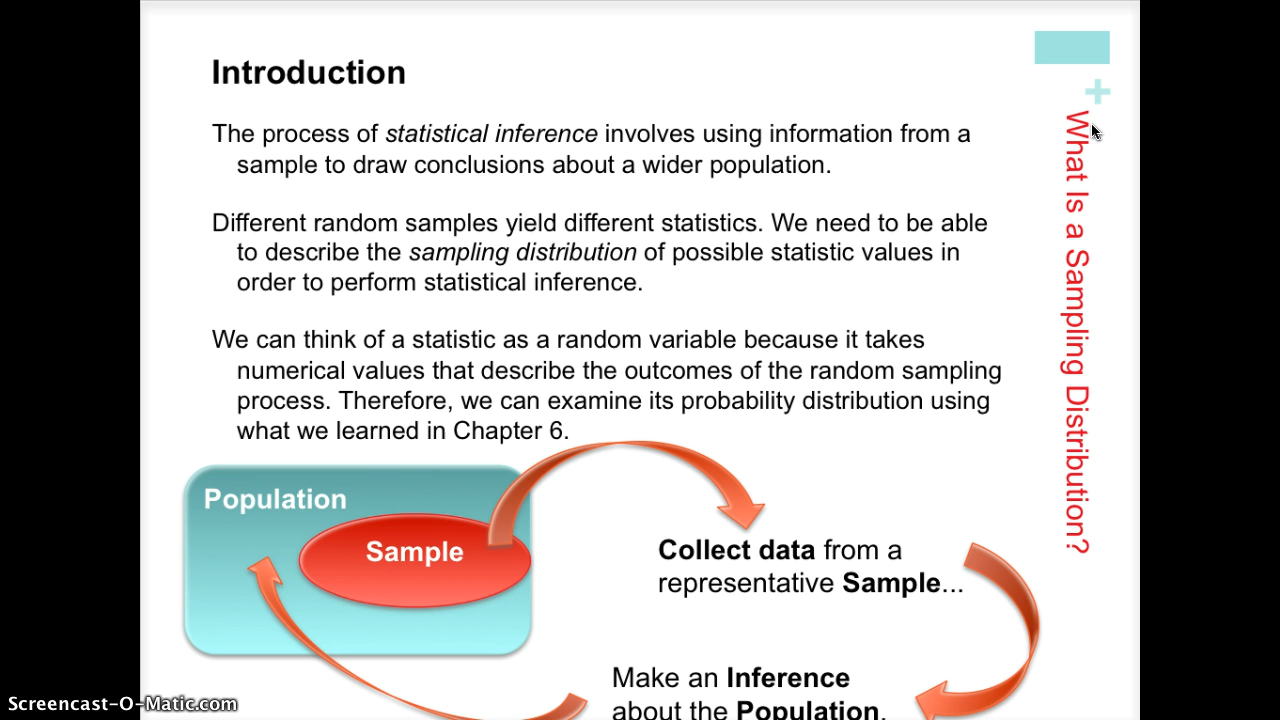 Introduction
The process of statistical inference involves using information from a
sample to draw conclusions about a wider population.
Different random samples yield different statistics. We need to be able
to describe the sampling distribution of possible statistic values in
order to perform statistical inference.
We can think of a statistic as a random variable because it takes
numerical values that describe the outcomes of the random sampling
process. Therefore, we can examine its probability distribution using
what we learned in Chapter 6.
Population
Sample
Collect data from a
representative Sample...
Make an Inference
about the Population.
+
What Is a Sampling Distribution?
Screencast-O-Matic.com